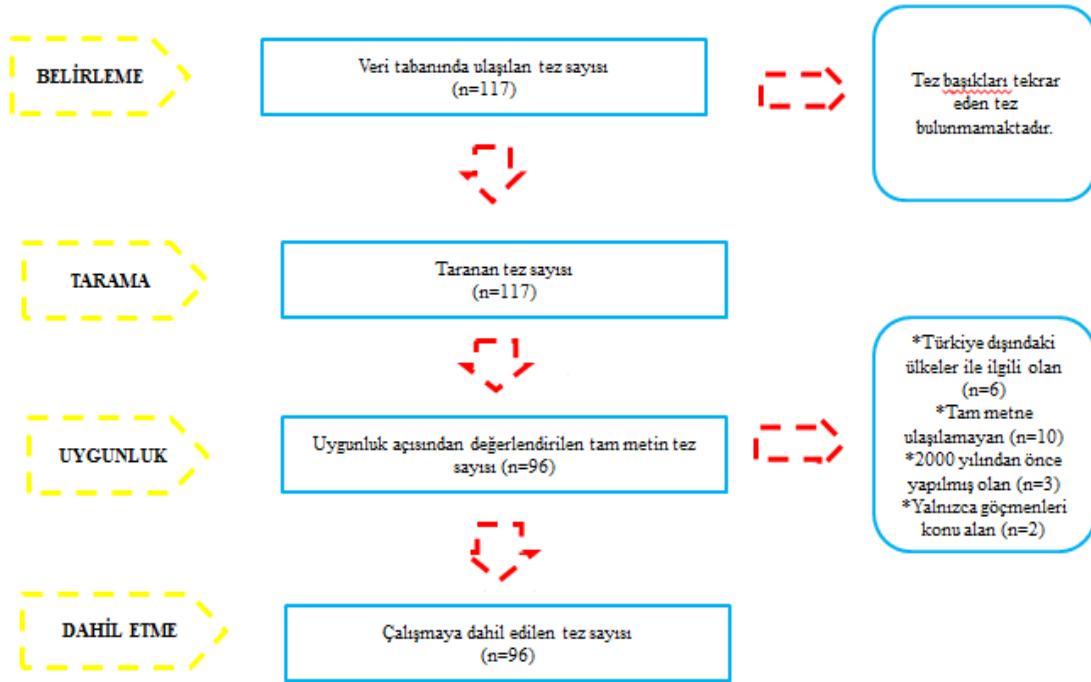 BELİRLEME
Veri tabanında ulaşılan tez sayısı
(n=117)
Tez başıkları tekrar
eden tez
bulunmamaktadır.
TARAMA
Taranan tez sayısı
(n=117)
UYGUNLUK
Uygunluk açısından değerlendirilen tam metin tez
sayısı (n=96)
*Türkiye dışındaki
ülkeler ile ilgili olan
(n=6)
*Tam metne
ulaşılamayan (n=10)
*2000 yılından önce
yapılmış olan (n=3)
*Yalnızca göçmenleri
konu alan (n=2)
DAHİL ETME
Çalışmaya dahil edilen tez sayısı
(n=96)